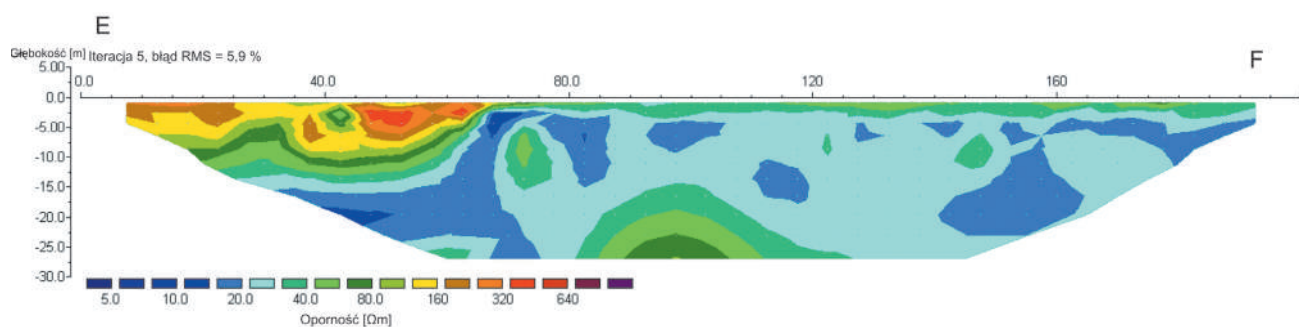 E
F
Głębokość [m] Iteracja 5, błąd RMS = 5,9 %
5.00
0.0 40.0 80.0 120 160
0.0
-5.00
-10.0
-15.0
-20.0
-25.0
-30.0
5.0 10.0 20.0 40.0 80.0 160 320 640
Oporność [Ωm]